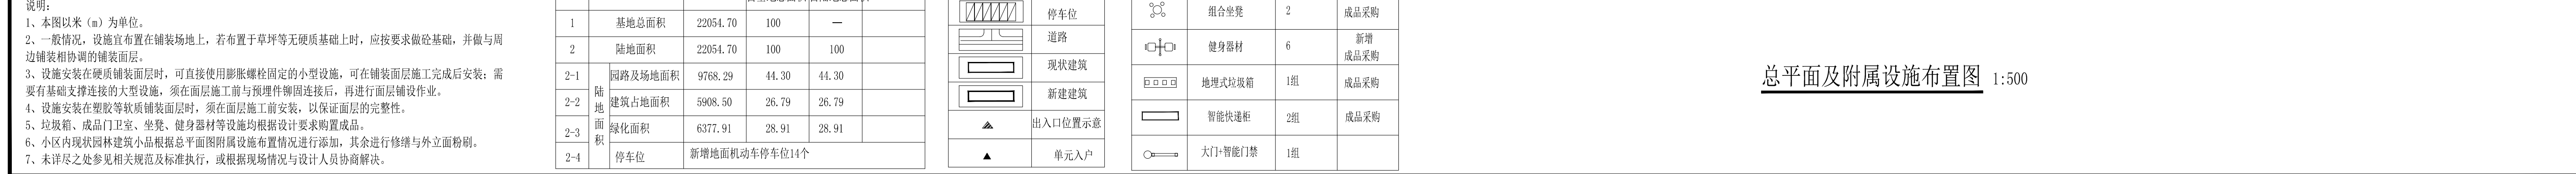 说明：
1、本图以米（m）为单位。
2、一般情况，设施宜布置在铺装场地上，若布置于草坪等无硬质基础上时，应按要求做砼基础，并做与周
边铺装相协调的铺装面层。
3、设施安装在硬质铺装面层时，可直接使用膨胀螺栓固定的小型设施，可在铺装面层施工完成后安装；需
要有基础支撑连接的大型设施，须在面层施工前与预埋件铆固连接后，再进行面层铺设作业。
4、设施安装在塑胶等软质铺装面层时，须在面层施工前安装，以保证面层的完整性。
5、垃圾箱、成品门卫室、坐凳、健身器材等设施均根据设计要求购置成品。
6、小区内现状园林建筑小品根据总平面图附属设施布置情况进行添加，其余进行修缮与外立面粉刷。
7、未详尽之处参见相关规范及标准执行，或根据现场情况与设计人员协商解决。
1 基地总面积 22054.70 100 —
2 陆地面积 22054.70 100 100
陆地面积
2-1 园路及场地面积 9768.29 44.30 44.30
2-2 建筑占地面积 5908.50 26.79 26.79
2-3 绿化面积 6377.91 28.91 28.91
2-4 停车位 新增地面机动车停车位14个
停车位
道路
现状建筑
新建建筑
出入口位置示意
单元入户
组合坐凳 2 成品采购
健身器材 6 新增
成品采购
地埋式垃圾箱 1组 成品采购
智能快递柜 2组 成品采购
大门+智能门禁 1组
总平面及附属设施布置图 1:500